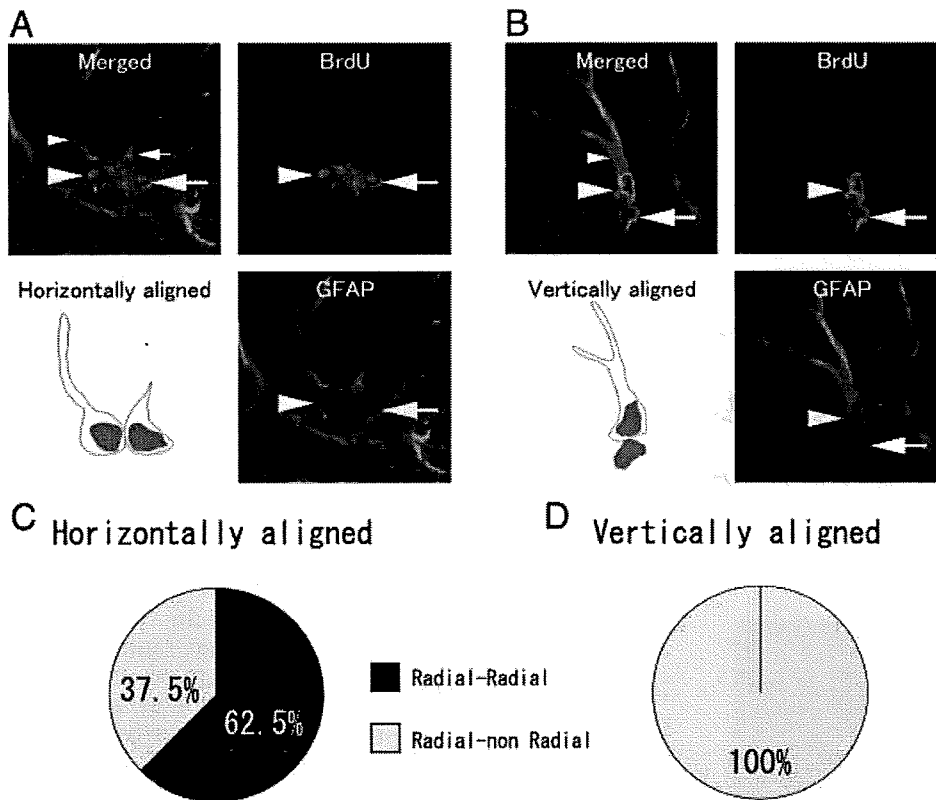 A
B
Merged
BrdU
Merged
BrdU
Horizontally aligned
GFAP
Vertically aligned
GFAP
C Horizontally aligned
D Vertically aligned
37.5%
62.5%
Radial-Radial
Radial-non Radial
100%